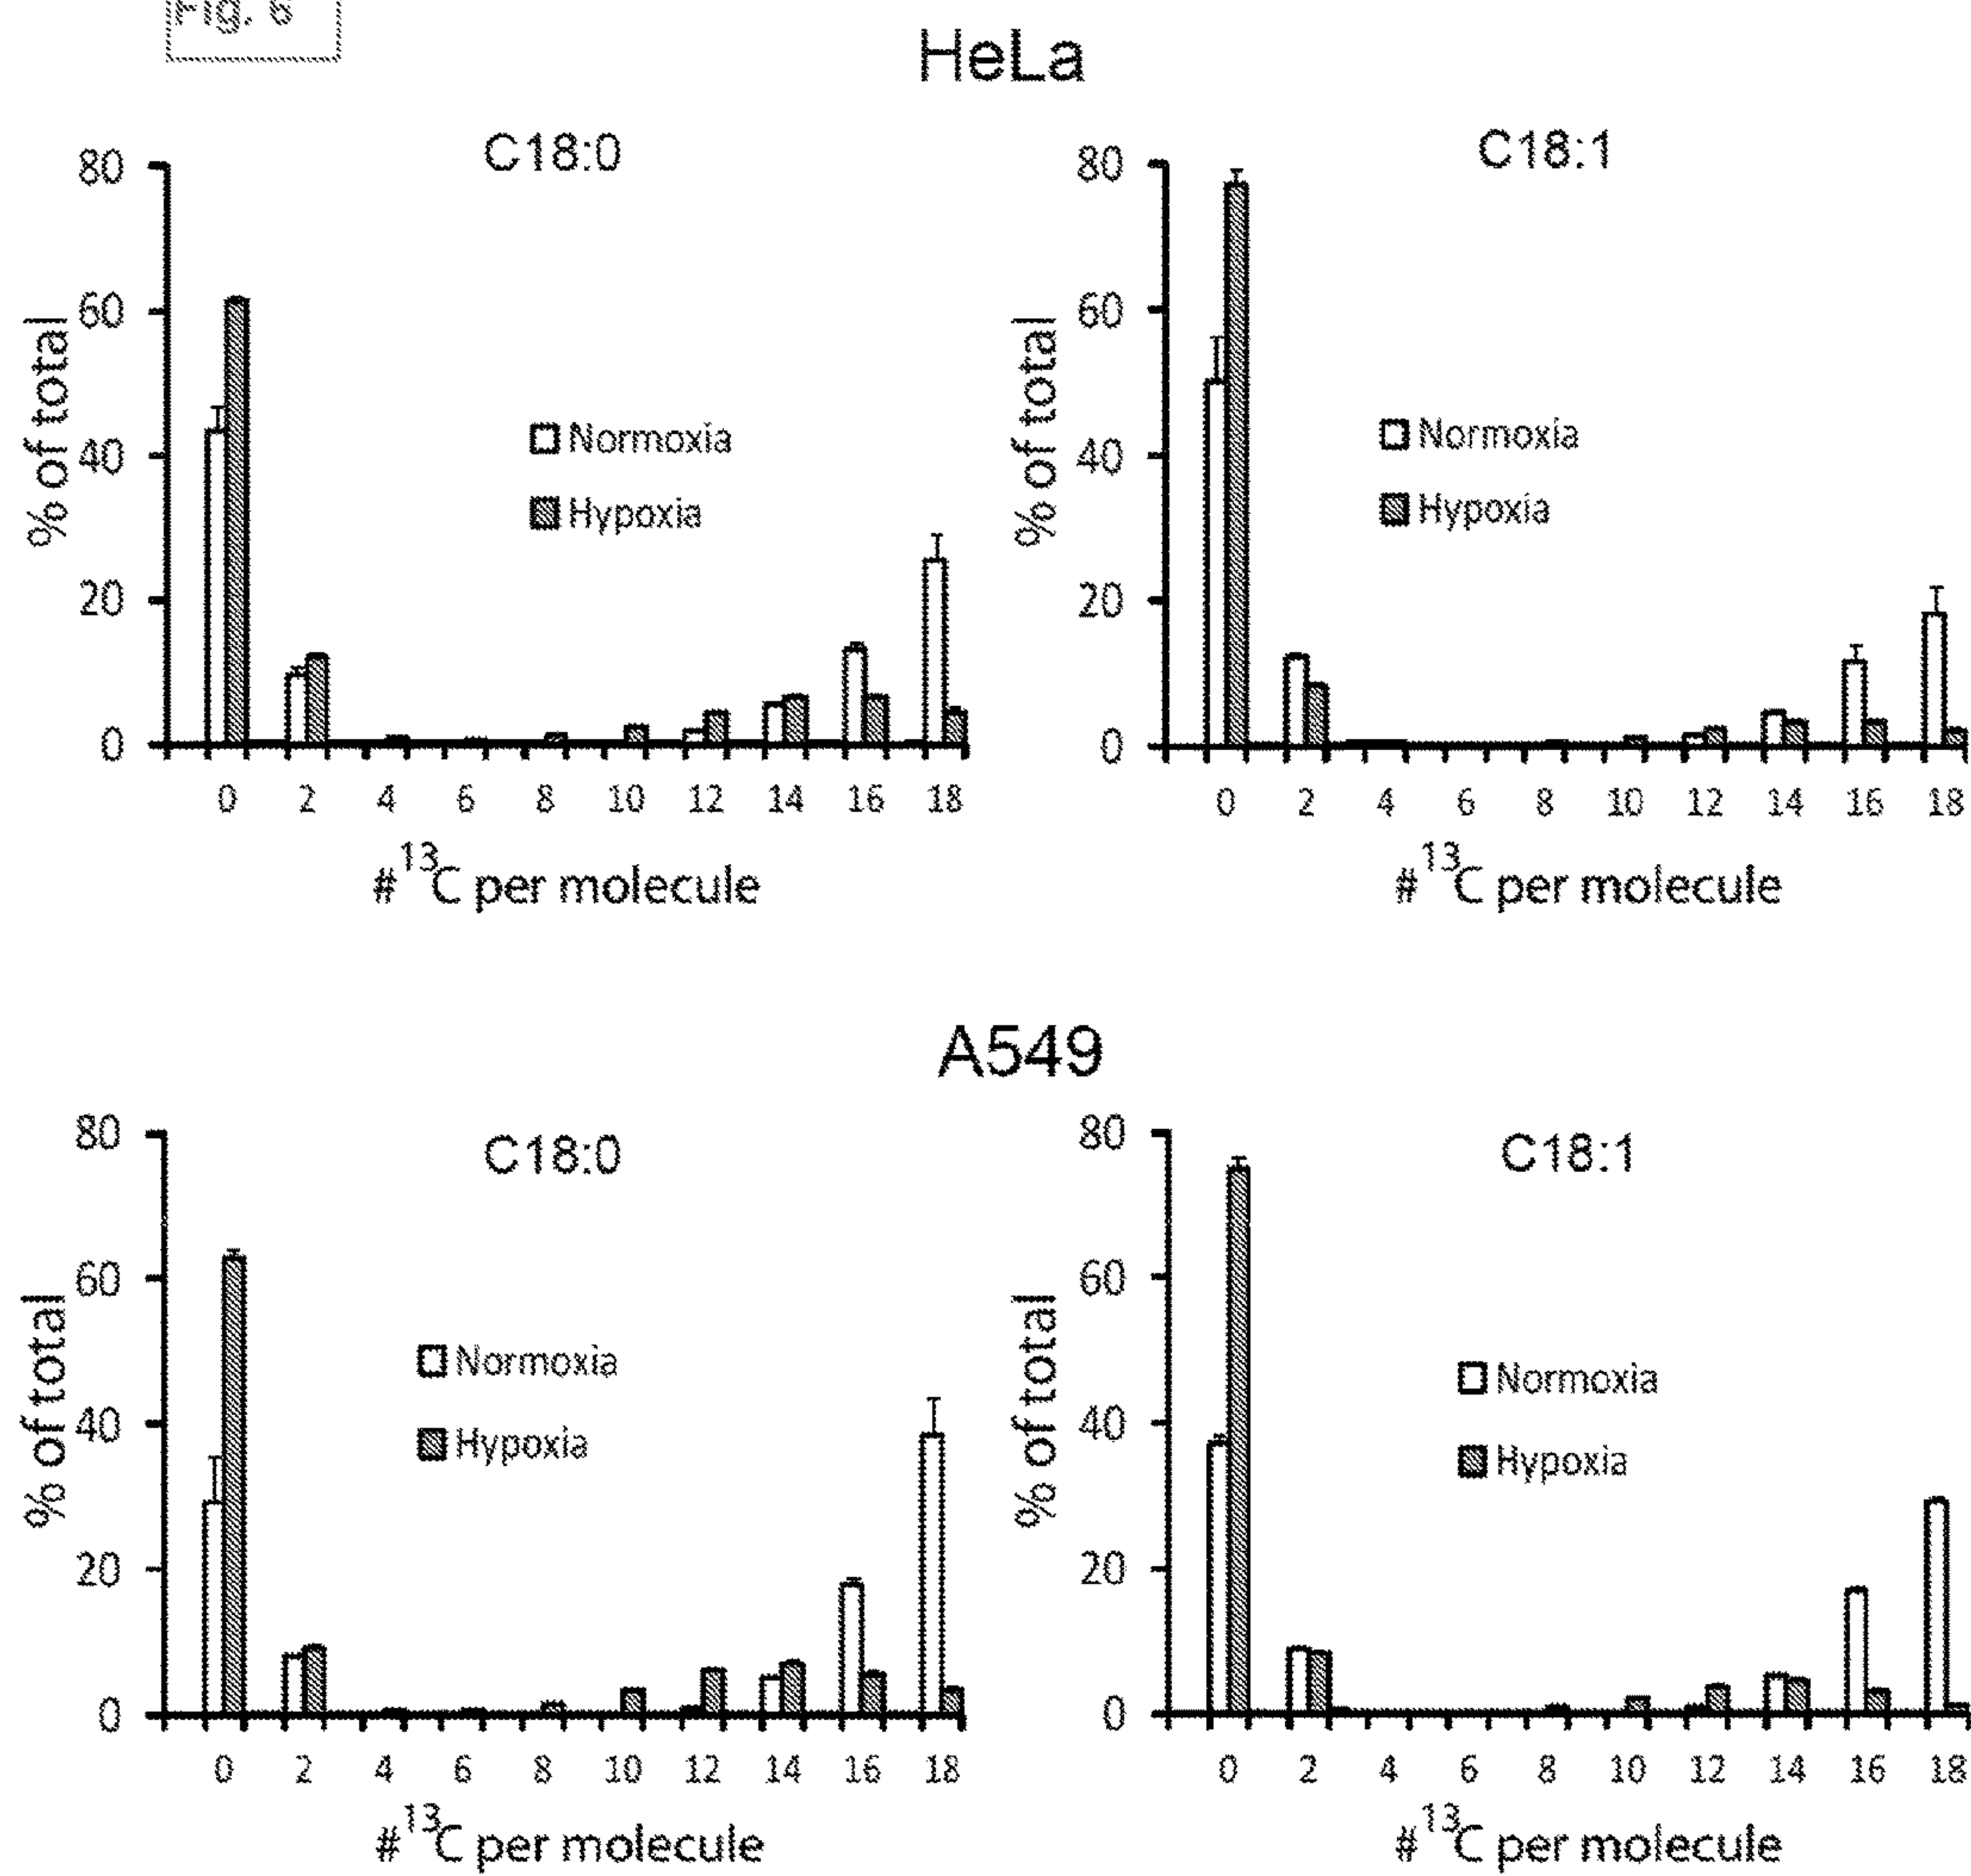 Fig. 6
HeLa
C18:0
80
60
40
20
0
% of total
Normoxia
Hypoxia
0 2 4 6 8 10 12 14 16 18
# ¹³C per molecule
C18:1
80
60
40
20
0
% of total
Normoxia
Hypoxia
0 2 4 6 8 10 12 14 16 18
# ¹³C per molecule
A549
C18:0
80
60
40
20
0
% of total
Normoxia
Hypoxia
0 2 4 6 8 10 12 14 16 18
# ¹³C per molecule
C18:1
80
60
40
20
0
% of total
Normoxia
Hypoxia
0 2 4 6 8 10 12 14 16 18
# ¹³C per molecule